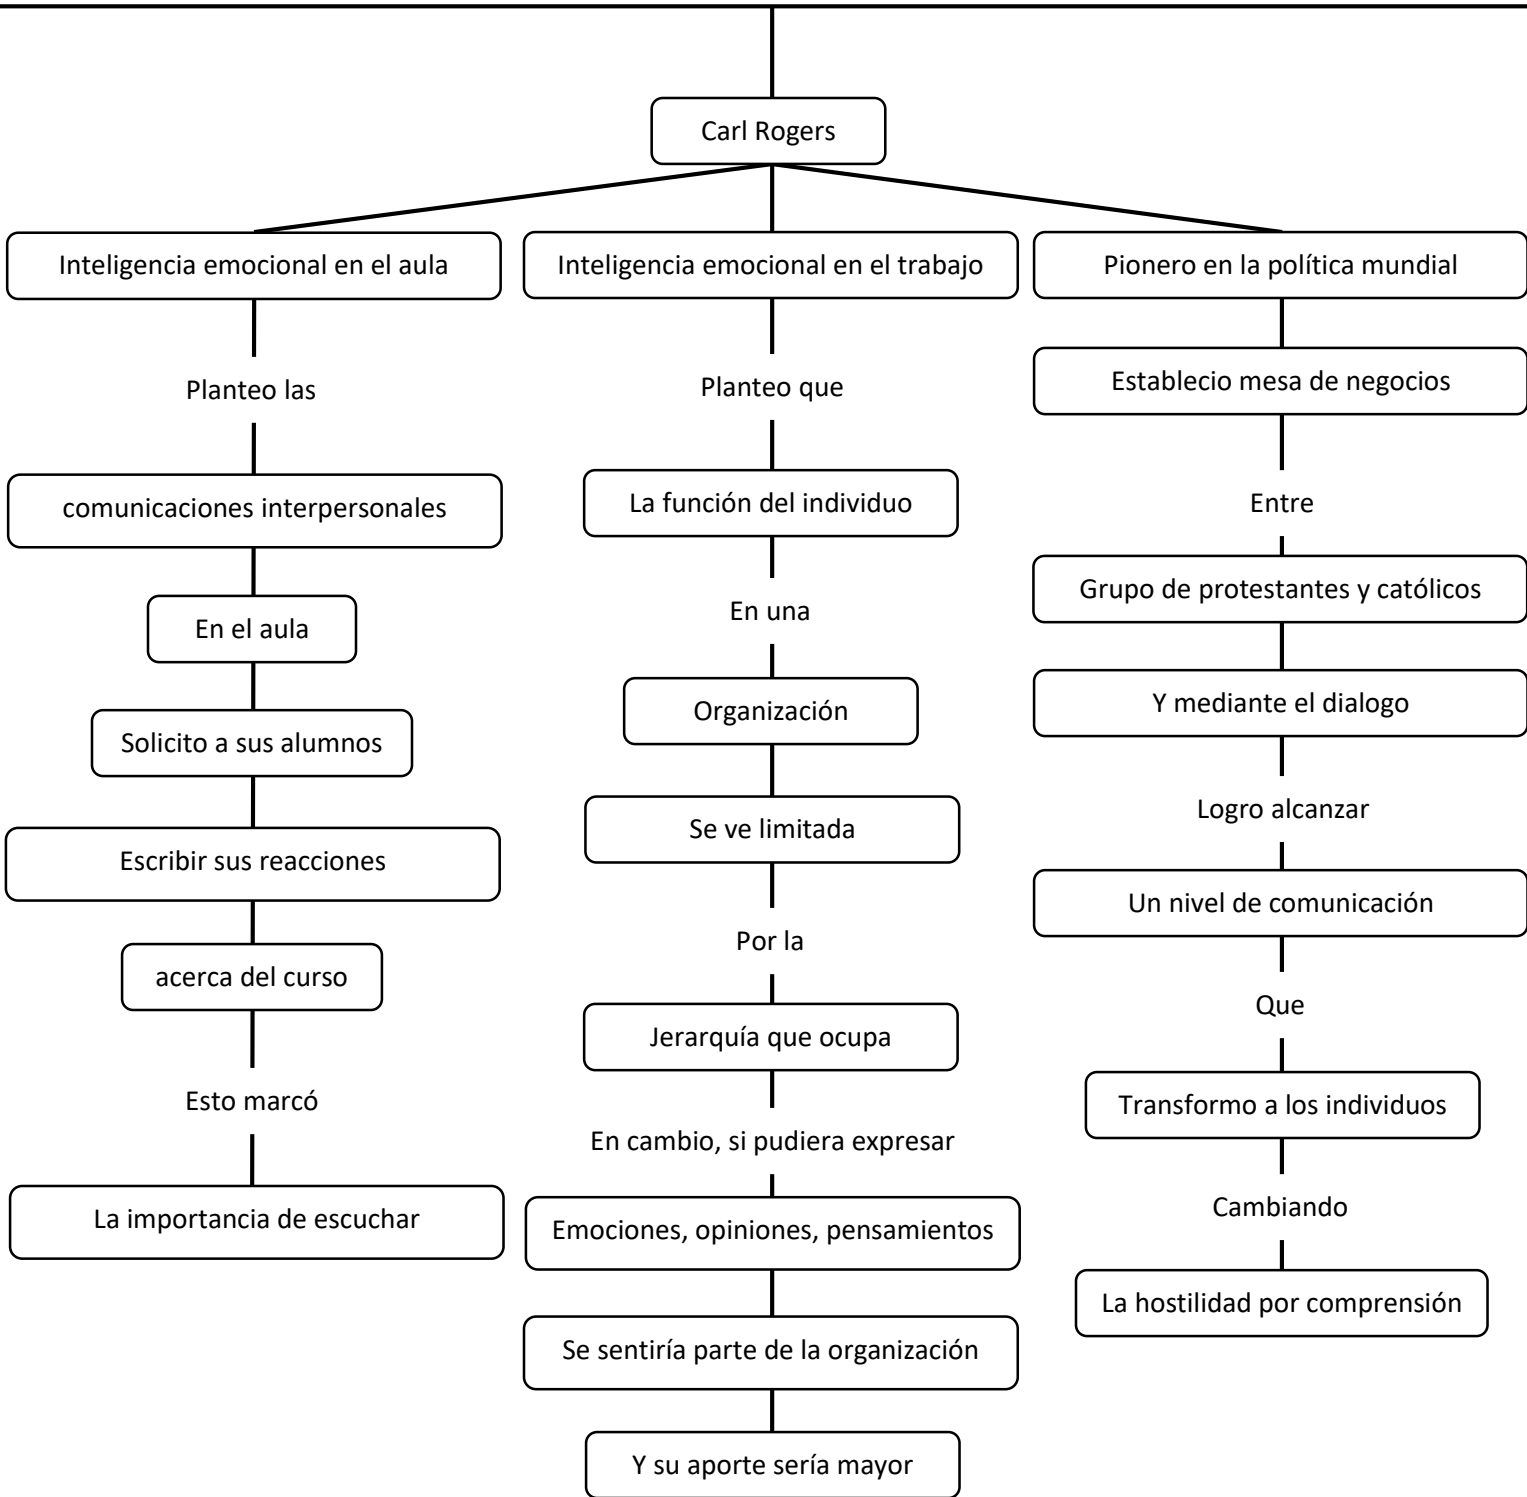 Carl Rogers
Inteligencia emocional en el aula
Planteo las
comunicaciones interpersonales
En el aula
Solicito a sus alumnos
Escribir sus reacciones
acerca del curso
Esto marcó
La importancia de escuchar
Inteligencia emocional en el trabajo
Planteo que
La función del individuo
En una
Organización
Se ve limitada
Por la
Jerarquía que ocupa
En cambio, si pudiera expresar
Emociones, opiniones, pensamientos
Se sentiría parte de la organización
Y su aporte sería mayor
Pionero en la política mundial
Establecio mesa de negocios
Entre
Grupo de protestantes y católicos
Y mediante el dialogo
Logro alcanzar
Un nivel de comunicación
Que
Transformo a los individuos
Cambiando
La hostilidad por comprensión